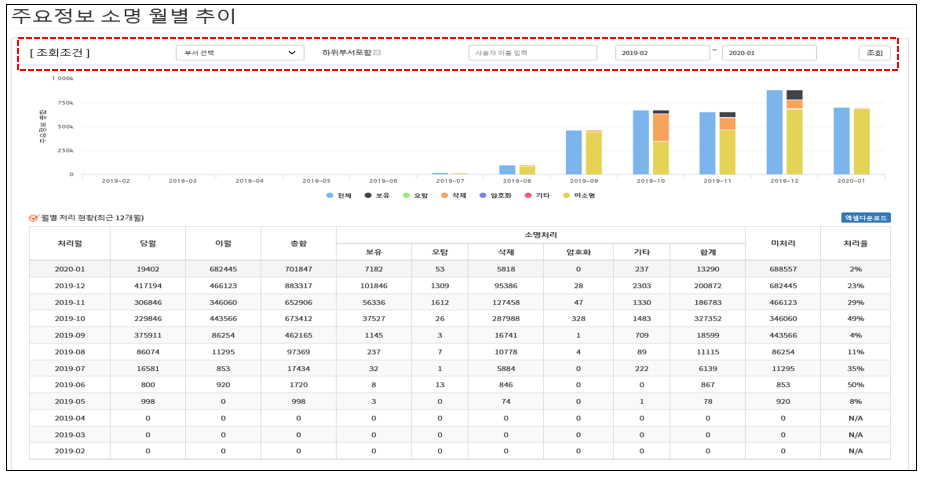 주요정보 소명 월별 추이
[ 조회조건 ] 부서 선택 하위부서포함 사용자 이름 입력 2019-02 ~ 2020-01 조회
1 000k
750k
500k
250k
0
주요정보 총합
2019-02 2019-03 2019-04 2019-05 2019-06 2019-07 2019-08 2019-09 2019-10 2019-11 2019-12 2020-01
전체 보유 오탐 삭제 암호화 기타 미소명
월별 처리 현황(최근 12개월) 엑셀다운로드
처리월 당월 이월 총합 소명처리 미처리 처리율
보유 오탐 삭제 암호화 기타 합계
2020-01 19402 682445 701847 7182 53 5818 0 237 13290 688557 2%
2019-12 417194 466123 883317 101846 1309 95386 28 2303 200872 682445 23%
2019-11 306846 346060 652906 56336 1612 127458 47 1330 186783 466123 29%
2019-10 229846 443566 673412 37527 26 287988 328 1483 327352 346060 49%
2019-09 375911 86254 462165 1145 3 16741 1 709 18599 443566 4%
2019-08 86074 11295 97369 237 7 10778 4 89 11115 86254 11%
2019-07 16581 853 17434 32 1 5884 0 222 6139 11295 35%
2019-06 800 920 1720 8 13 846 0 0 867 853 50%
2019-05 998 0 998 3 0 74 0 1 78 920 8%
2019-04 0 0 0 0 0 0 0 0 0 0 N/A
2019-03 0 0 0 0 0 0 0 0 0 0 N/A
2019-02 0 0 0 0 0 0 0 0 0 0 N/A